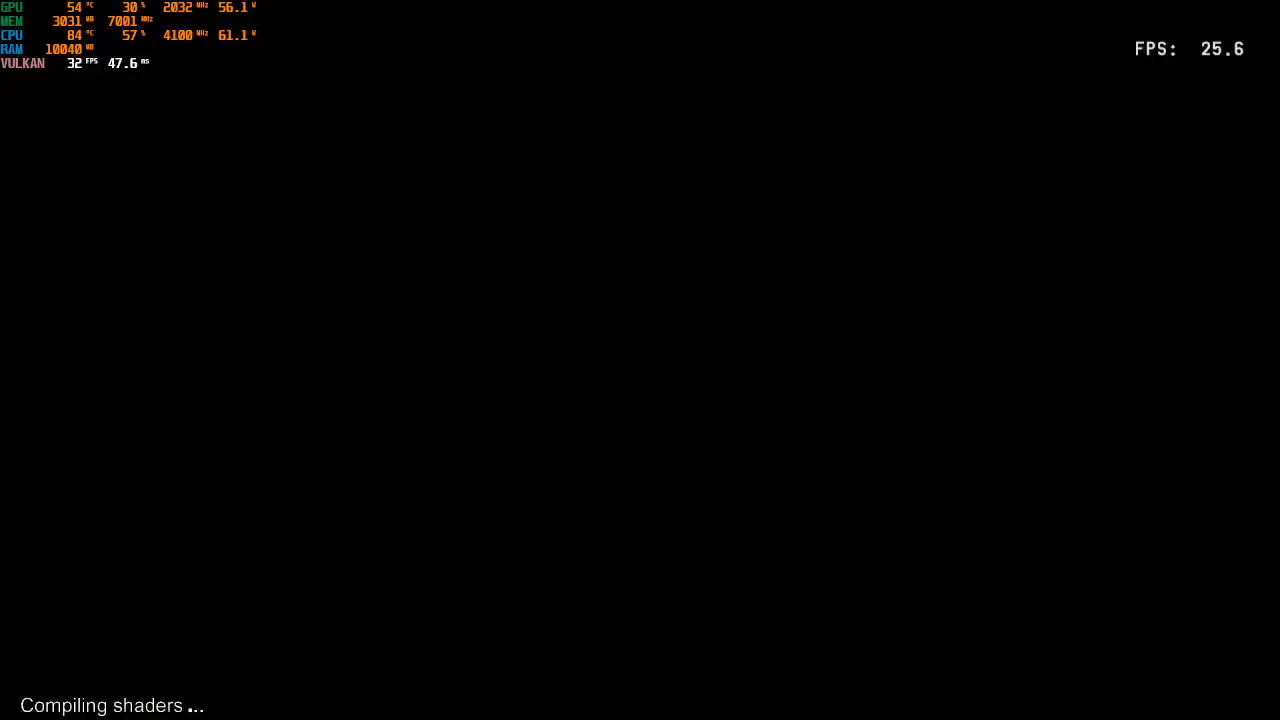 GPU 54 °C 30 % 2032 MHz 56.1 W
MEM 3031 MB 7001 MHz
CPU 84 °C 57 % 4100 MHz 61.1 W
RAM 10040 MB
VULKAN 32 FPS 47.6 ms
FPS: 25.6
Compiling shaders ...